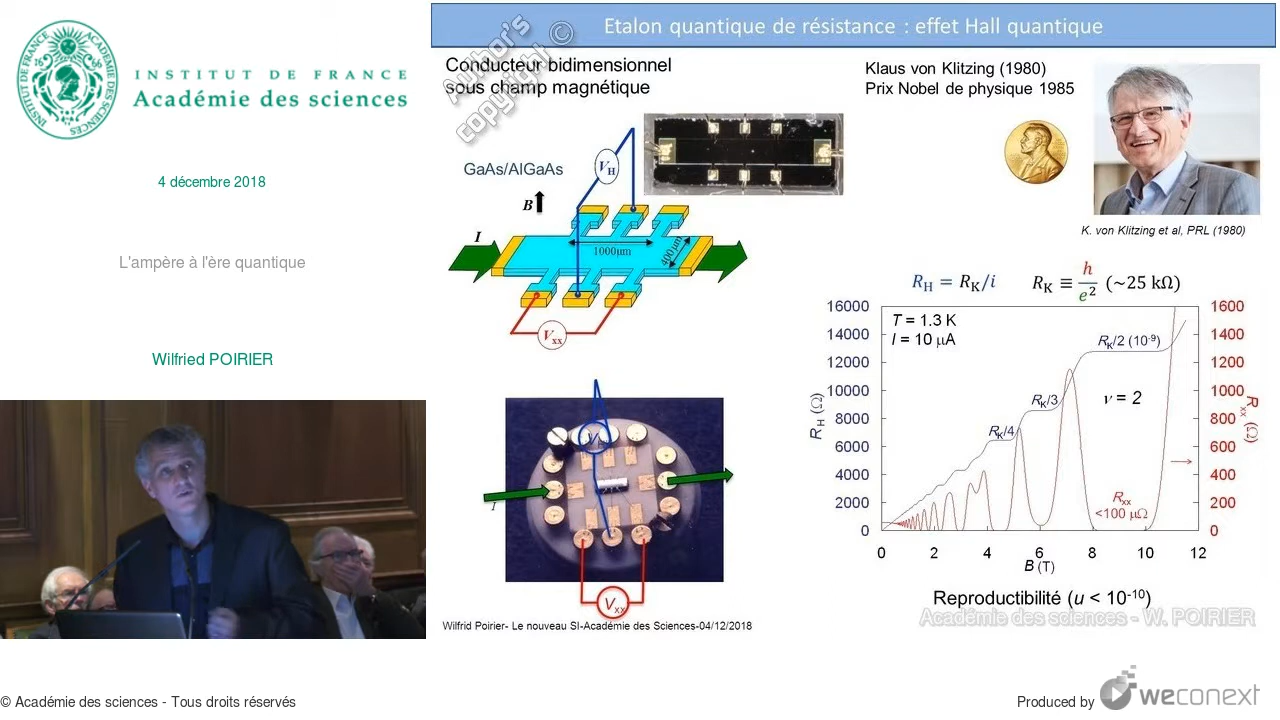 INSTITUT DE FRANCE
Académie des sciences
4 décembre 2018
L'ampère à l'ère quantique
Wilfried POIRIER
Etalon quantique de résistance : effet Hall quantique
Author's
copyright ©
Conducteur bidimensionnel
sous champ magnétique
GaAs/AlGaAs
B
V_H
I
1000µm
400µm
V_xx
I
V_xx
Wilfrid Poirier- Le nouveau SI-Académie des Sciences-04/12/2018
Klaus von Klitzing (1980)
Prix Nobel de physique 1985
K. von Klitzing et al, PRL (1980)
R_H = R_K/i
R_K ≡ h/e² (~25 kΩ)
16000
14000
12000
10000
8000
6000
4000
2000
0
R_H (Ω)
T = 1.3 K
I = 10 µA
R_K/2 (10⁻⁹)
R_K/3
R_K/4
ν = 2
R_xx
<100 µΩ
1600
1400
1200
1000
800
600
400
200
0
R_xx (Ω)
0 2 4 6 8 10 12
B (T)
Reproductibilité (u < 10⁻¹⁰)
Académie des sciences - W. POIRIER
© Académie des sciences - Tous droits réservés
Produced by weconext